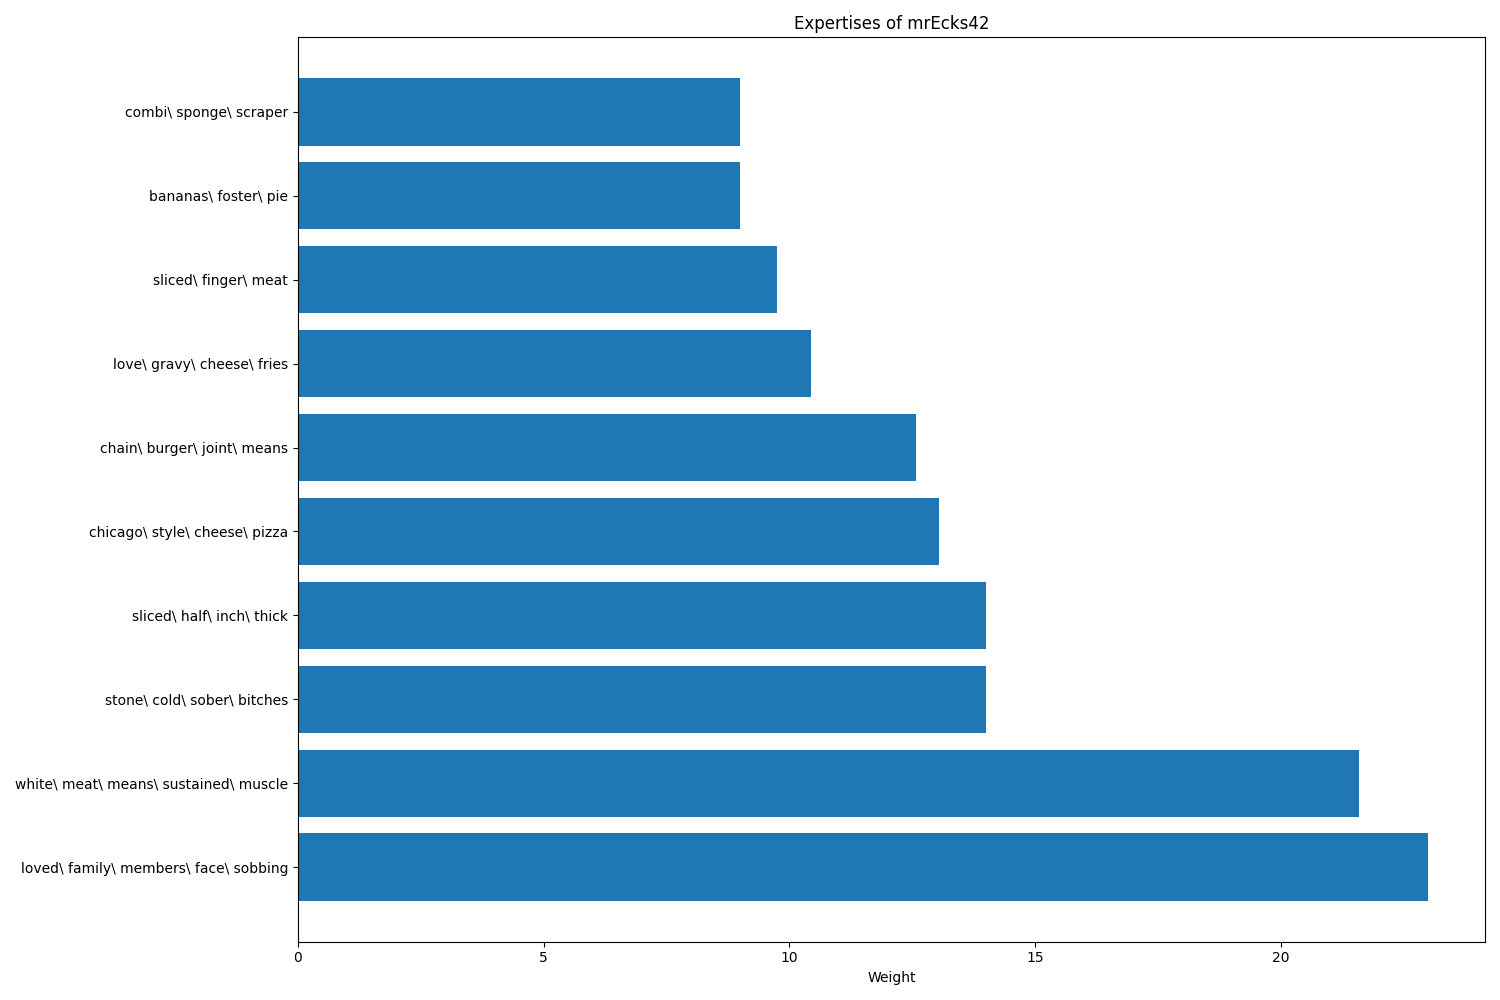 Expertises of mrEcks42
combi\ sponge\ scraper
bananas\ foster\ pie
sliced\ finger\ meat
love\ gravy\ cheese\ fries
chain\ burger\ joint\ means
chicago\ style\ cheese\ pizza
sliced\ half\ inch\ thick
stone\ cold\ sober\ bitches
white\ meat\ means\ sustained\ muscle
loved\ family\ members\ face\ sobbing
0 5 10 15 20
Weight